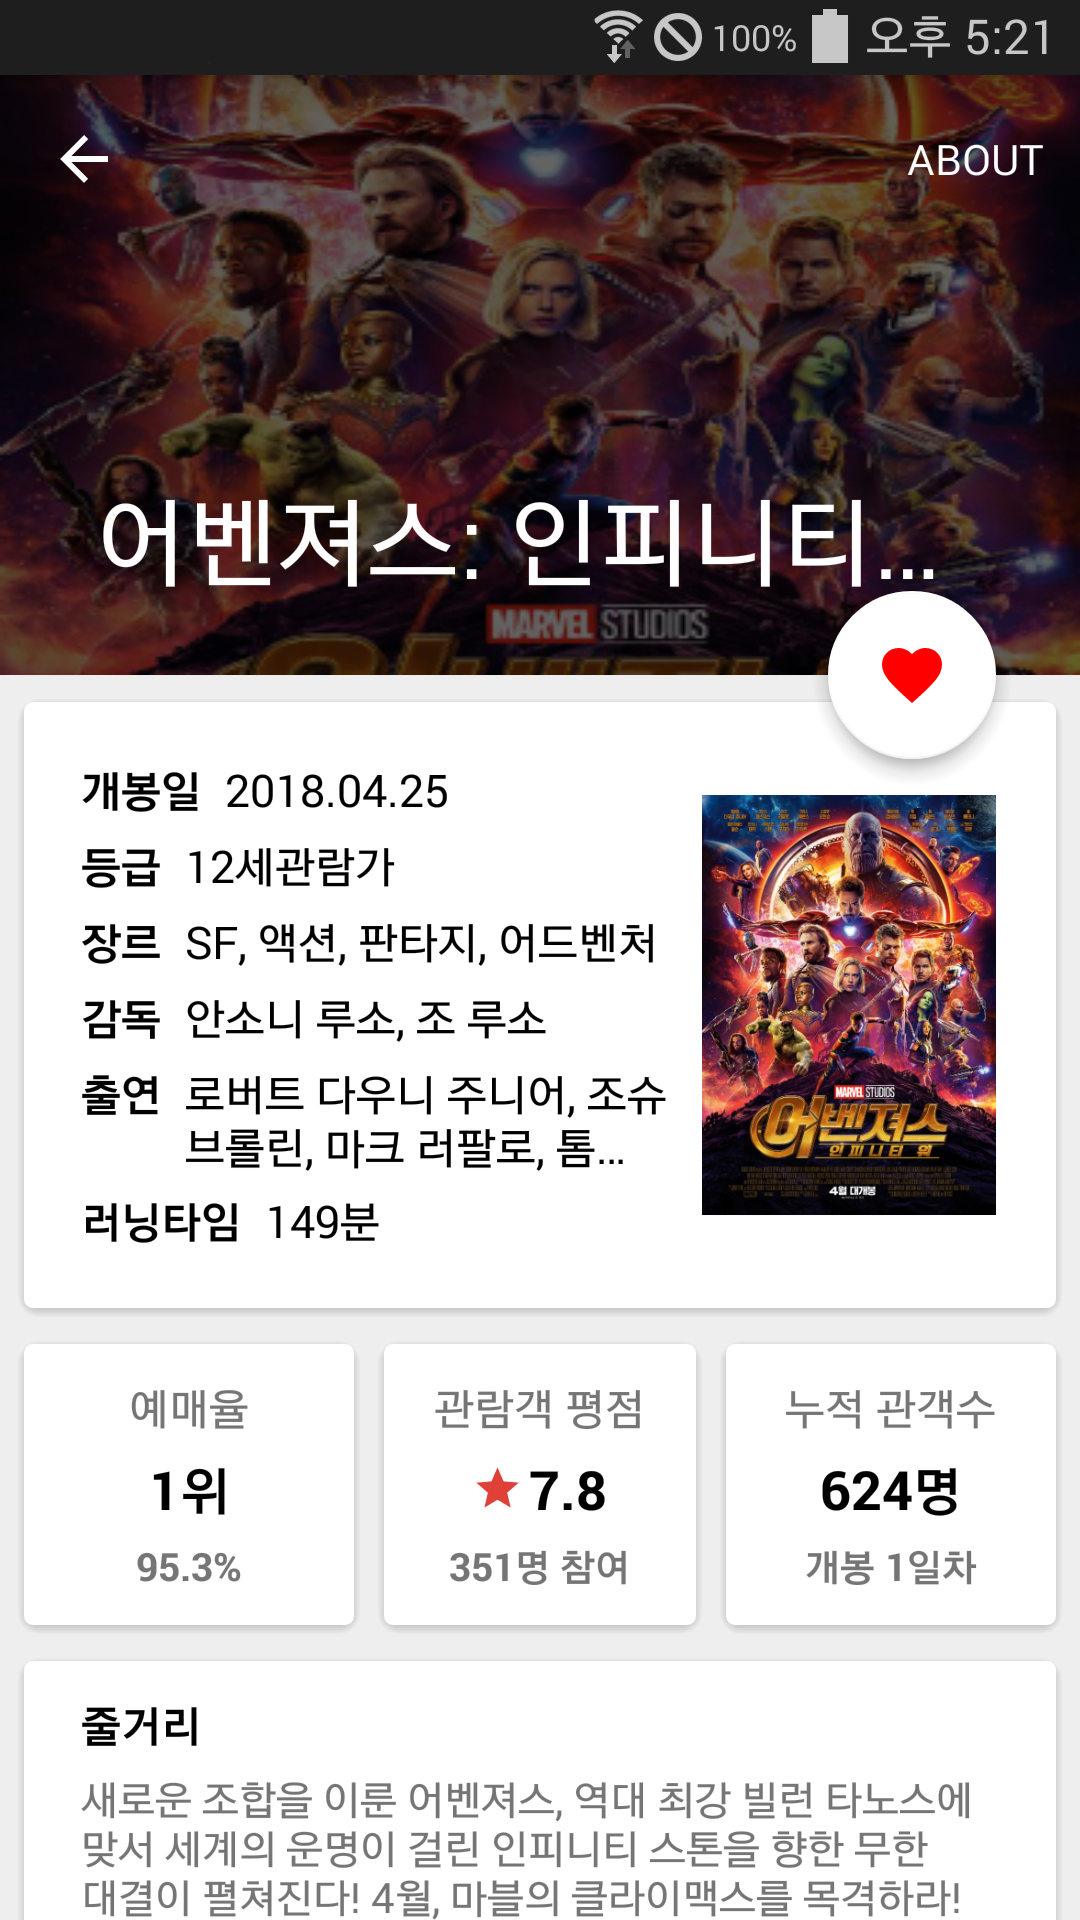 100% 오후 5:21
ABOUT
어벤져스: 인피니티...
MARVEL STUDIOS
개봉일 2018.04.25
등급 12세관람가
장르 SF, 액션, 판타지, 어드벤처
감독 안소니 루소, 조 루소
출연 로버트 다우니 주니어, 조슈
브롤린, 마크 러팔로, 톰...
러닝타임 149분
MARVEL STUDIOS
어벤져스
인피니티 워
4월 대개봉
예매율
1위
95.3%
관람객 평점
7.8
351명 참여
누적 관객수
624명
개봉 1일차
줄거리
새로운 조합을 이룬 어벤져스, 역대 최강 빌런 타노스에
맞서 세계의 운명이 걸린 인피니티 스톤을 향한 무한
대결이 펼쳐진다! 4월, 마블의 클라이맥스를 목격하라!